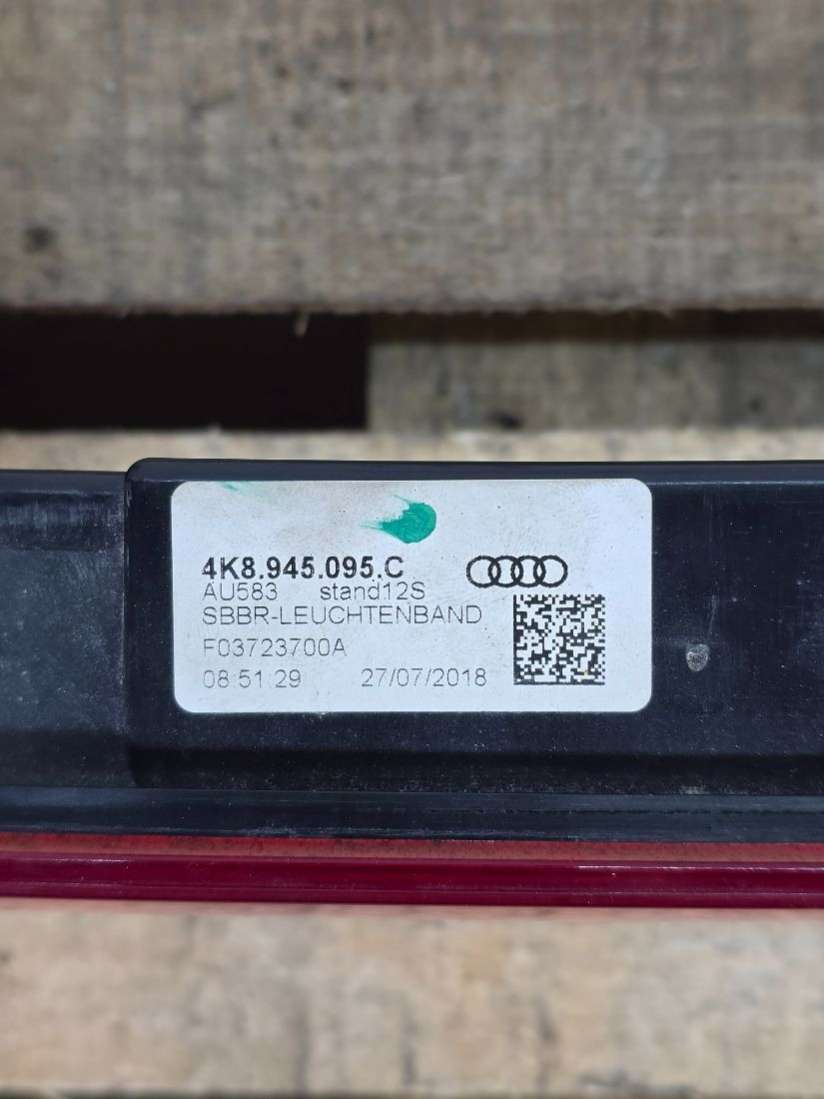 4K8.945.095.C
AU583 stand12S
SBBR-LEUCHTENBAND
F03723700A
08:51:29 27/07/2018